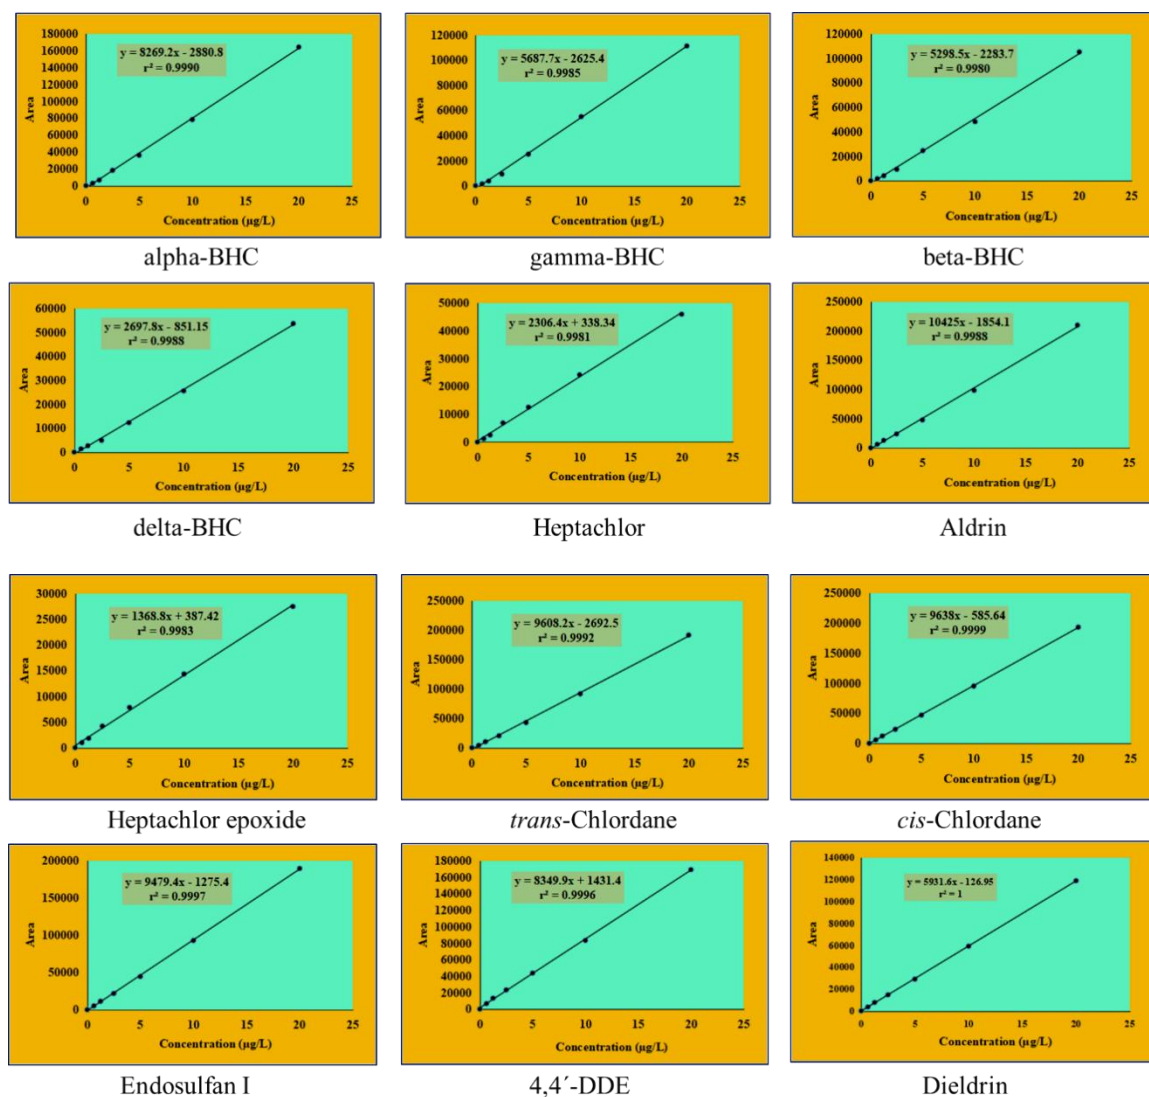 y = 8269.2x - 2880.8
r² = 0.9990
180000
160000
140000
120000
100000
80000
60000
40000
20000
0
Area
0 5 10 15 20 25
Concentration (µg/L)
alpha-BHC
y = 5687.7x - 2625.4
r² = 0.9985
120000
100000
80000
60000
40000
20000
0
Area
0 5 10 15 20 25
Concentration (µg/L)
gamma-BHC
y = 5298.5x - 2283.7
r² = 0.9980
120000
100000
80000
60000
40000
20000
0
Area
0 5 10 15 20 25
Concentration (µg/L)
beta-BHC
y = 2697.8x - 851.15
r² = 0.9988
60000
50000
40000
30000
20000
10000
0
Area
0 5 10 15 20 25
Concentration (µg/L)
delta-BHC
y = 2306.4x + 338.34
r² = 0.9981
50000
40000
30000
20000
10000
0
Area
0 5 10 15 20 25
Concentration (µg/L)
Heptachlor
y = 10425x - 1854.1
r² = 0.9988
250000
200000
150000
100000
50000
0
Area
0 5 10 15 20 25
Concentration (µg/L)
Aldrin
y = 1368.8x + 387.42
r² = 0.9983
30000
25000
20000
15000
10000
5000
0
Area
0 5 10 15 20 25
Concentration (µg/L)
Heptachlor epoxide
y = 9608.2x - 2692.5
r² = 0.9992
250000
200000
150000
100000
50000
0
Area
0 5 10 15 20 25
Concentration (µg/L)
trans-Chlordane
y = 9638x - 585.64
r² = 0.9999
250000
200000
150000
100000
50000
0
Area
0 5 10 15 20 25
Concentration (µg/L)
cis-Chlordane
y = 9479.4x - 1275.4
r² = 0.9997
200000
150000
100000
50000
0
Area
0 5 10 15 20 25
Concentration (µg/L)
Endosulfan I
y = 8349.9x + 1431.4
r² = 0.9996
180000
160000
140000
120000
100000
80000
60000
40000
20000
0
Area
0 5 10 15 20 25
Concentration (µg/L)
4,4´-DDE
y = 5931.6x - 126.95
r² = 1
140000
120000
100000
80000
60000
40000
20000
0
Area
0 5 10 15 20 25
Concentration (µg/L)
Dieldrin